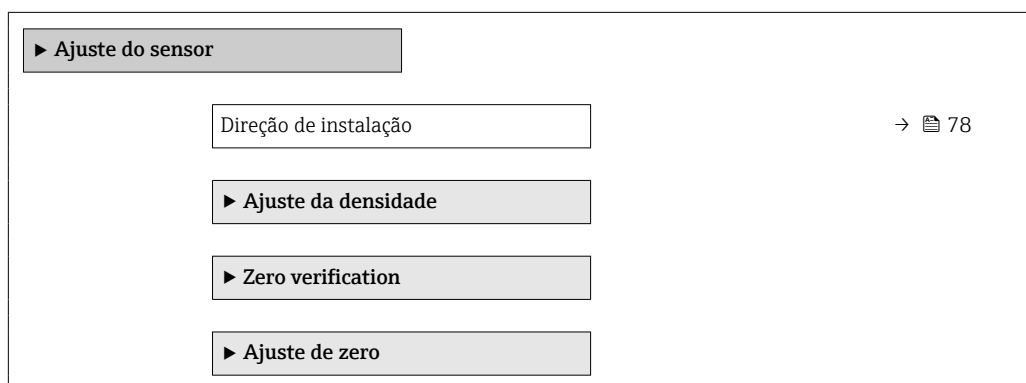 ▶ Ajuste do sensor
Direção de instalação → 78
▶ Ajuste da densidade
▶ Zero verification
▶ Ajuste de zero